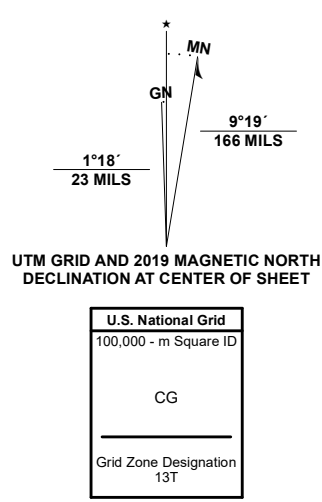 ★
MN
GN
9°19´
166 MILS
1°18´
23 MILS
UTM GRID AND 2019 MAGNETIC NORTH
DECLINATION AT CENTER OF SHEET
U.S. National Grid
100,000 - m Square ID
CG
Grid Zone Designation
13T